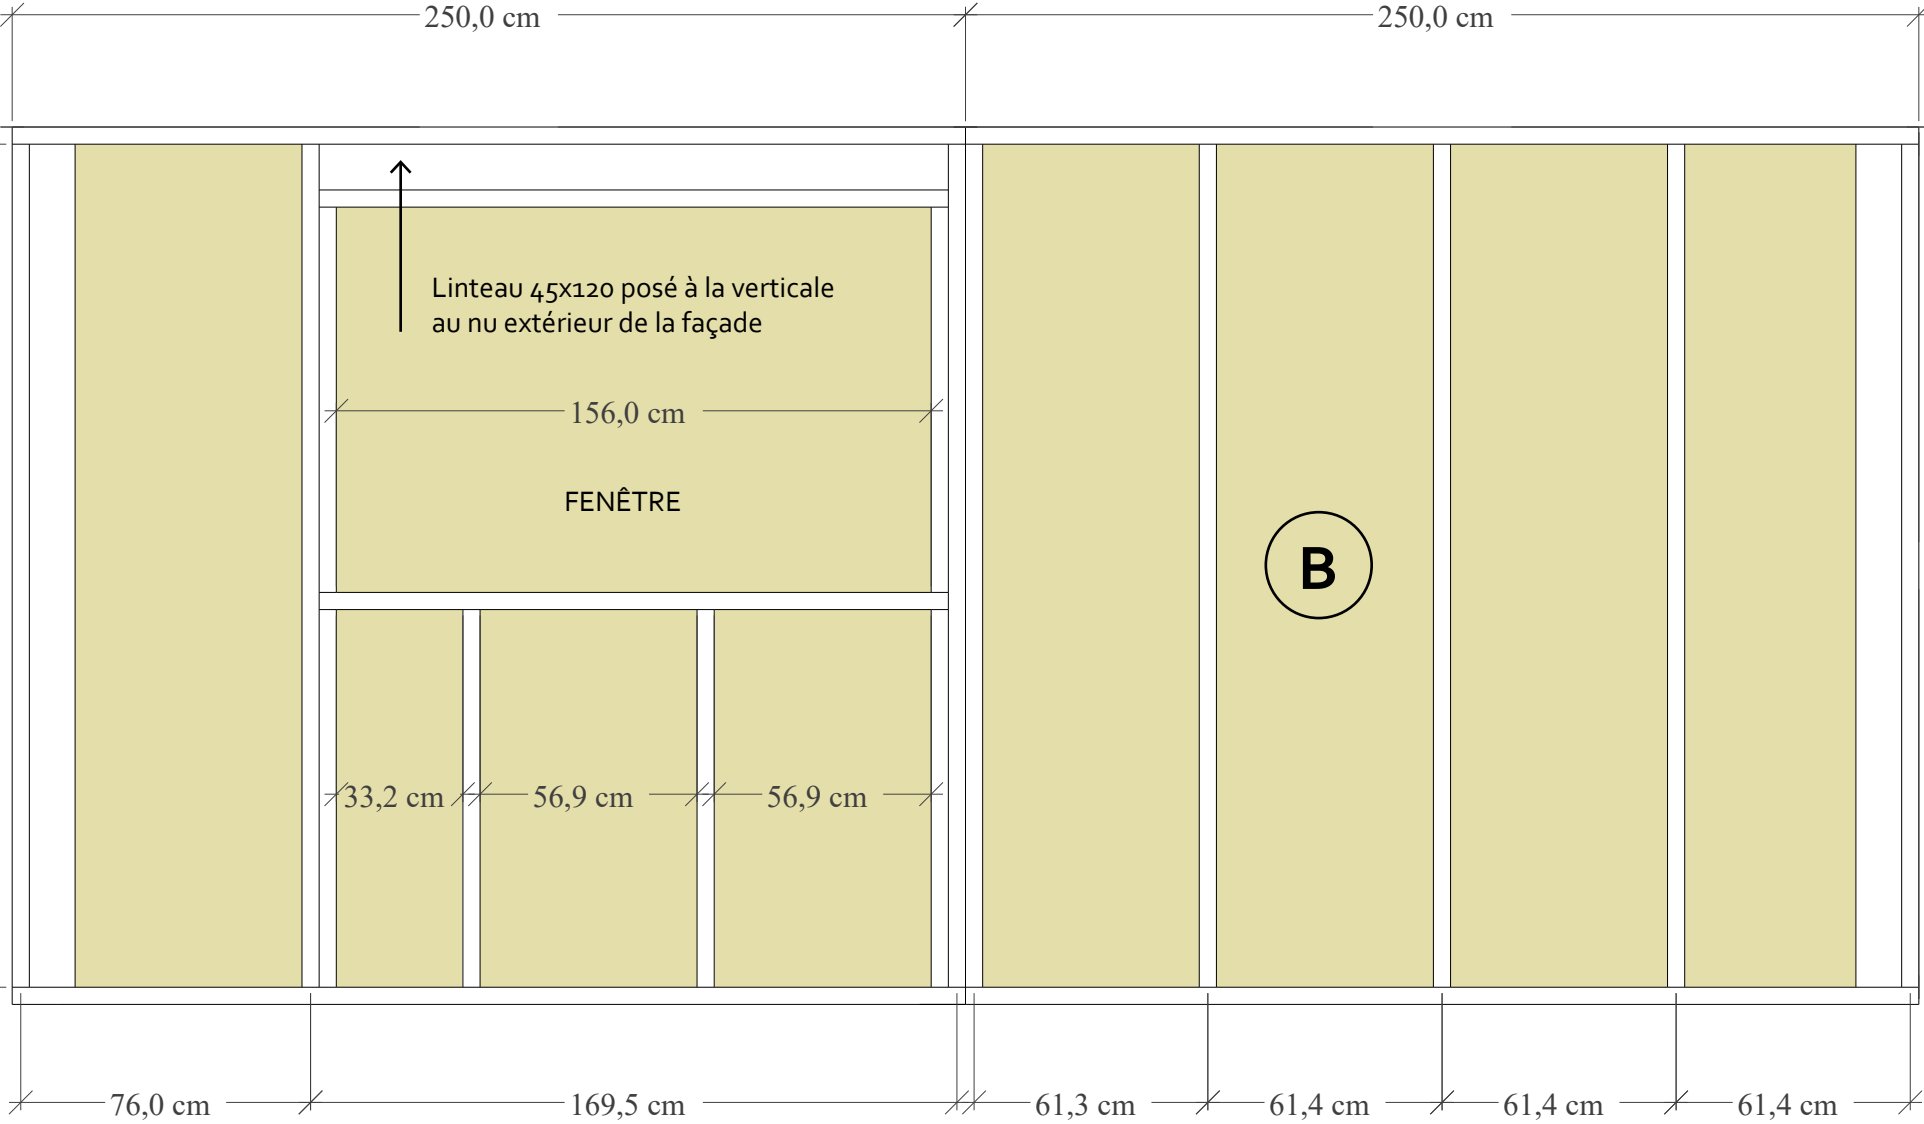 250,0 cm
250,0 cm
Linteau 45x120 posé à la verticale
au nu extérieur de la façade
156,0 cm
FENÊTRE
B
33,2 cm
56,9 cm
56,9 cm
76,0 cm
169,5 cm
61,3 cm
61,4 cm
61,4 cm
61,4 cm